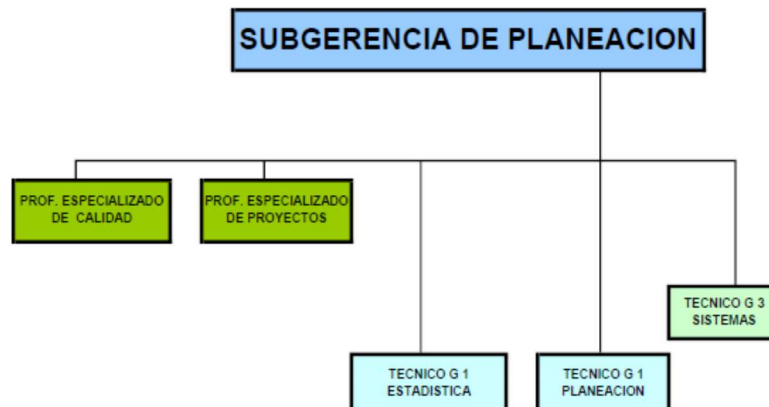 SUBGERENCIA DE PLANEACION
PROF. ESPECIALIZADO
DE CALIDAD
PROF. ESPECIALIZADO
DE PROYECTOS
TECNICO G 3
SISTEMAS
TECNICO G 1
ESTADISTICA
TECNICO G 1
PLANEACION